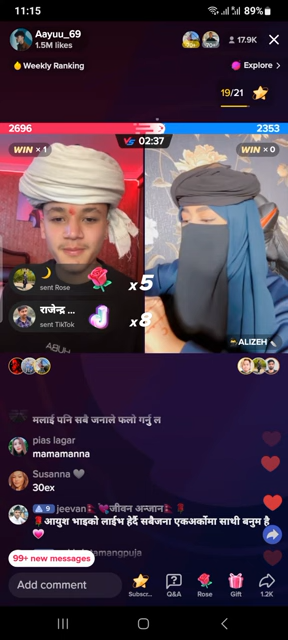 11:15
89%
Aayuu_69
1.5M likes
70+
70+
17.9K
Weekly Ranking
Explore >
19/21
2696
2353
WIN × 1
VS 02:37
WIN × 0
sent Rose
x5
राजेन्द्र ...
sent TikTok
x8
ALIZEH
मलाई पनि सबै जनाले फलो गर्नु ल
pias lagar
mamamanna
Susanna
30ex
9 jeevan जीवन अन्जान
आयुश भाइको लाईभ हेर्दै सबैजना एकअर्कोमा साथी बनुम है
99+ new messages
Add comment
Subscr...
Q&A
Rose
Gift
1.2K